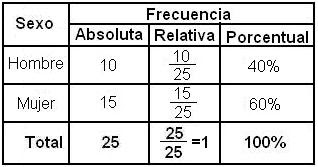 Sexo Frecuencia
Absoluta Relativa Porcentual
Hombre 10 10/25 40%
Mujer 15 15/25 60%
Total 25 25/25 =1 100%